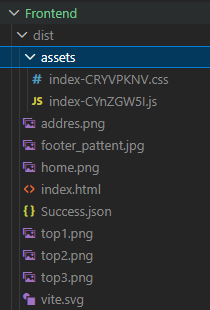 Frontend
dist
assets
# index-CRYVPKNV.css
JS index-CYnZGW5I.js
addres.png
footer_pattent.jpg
home.png
<> index.html
{} Success.json
top1.png
top2.png
top3.png
vite.svg